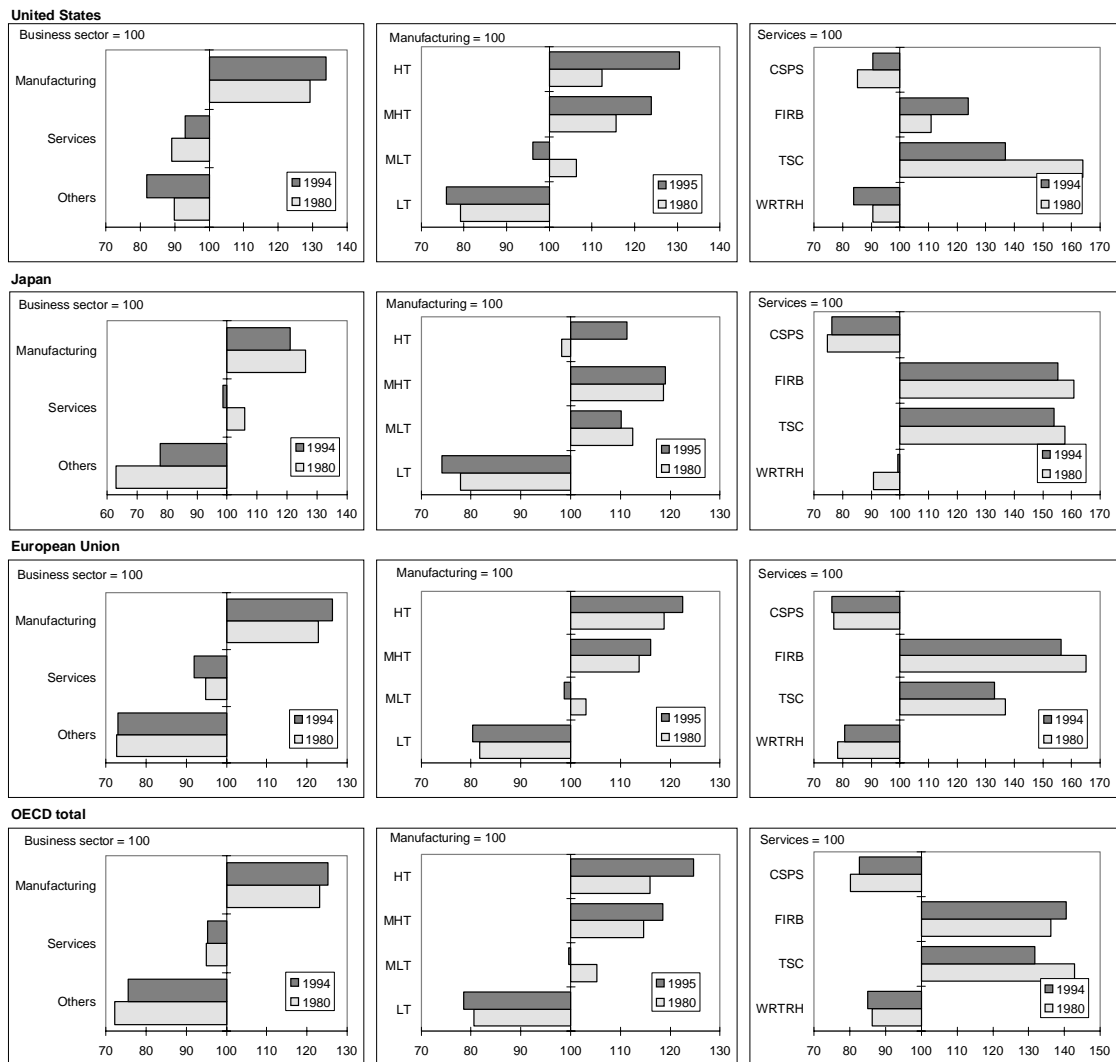 United States
Business sector = 100
Manufacturing
Services
Others
1994
1980
70 80 90 100 110 120 130 140
Manufacturing = 100
HT
MHT
MLT
LT
1995
1980
70 80 90 100 110 120 130 140
Services = 100
CSPS
FIRB
TSC
WRTRH
1994
1980
70 80 90 100 110 120 130 140 150 160 170
Japan
Business sector = 100
Manufacturing
Services
Others
1994
1980
60 70 80 90 100 110 120 130 140
Manufacturing = 100
HT
MHT
MLT
LT
1995
1980
70 80 90 100 110 120 130
Services = 100
CSPS
FIRB
TSC
WRTRH
1994
1980
70 80 90 100 110 120 130 140 150 160 170
European Union
Business sector = 100
Manufacturing
Services
Others
1994
1980
70 80 90 100 110 120 130
Manufacturing = 100
HT
MHT
MLT
LT
1995
1980
70 80 90 100 110 120 130
Services = 100
CSPS
FIRB
TSC
WRTRH
1994
1980
70 80 90 100 110 120 130 140 150 160 170
OECD total
Business sector = 100
Manufacturing
Services
Others
1994
1980
70 80 90 100 110 120 130
Manufacturing = 100
HT
MHT
MLT
LT
1995
1980
70 80 90 100 110 120 130
Services = 100
CSPS
FIRB
TSC
WRTRH
1994
1980
70 80 90 100 110 120 130 140 150